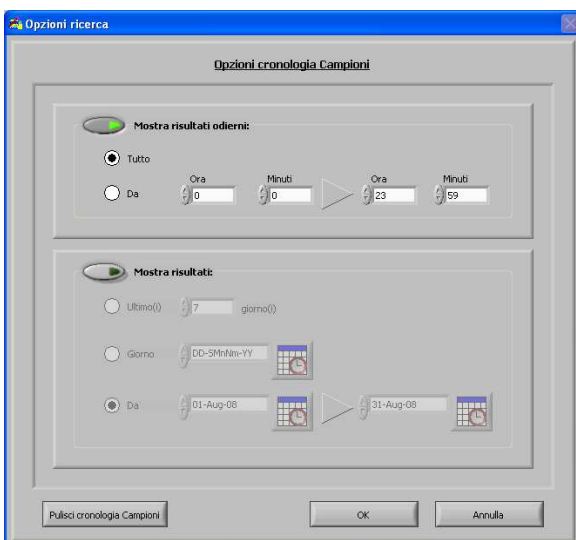 Opzioni ricerca
Opzioni cronologia Campioni
Mostra risultati odierni:
Tutto
Ora Minuti Ora Minuti
Da 0 0 23 59
Mostra risultati:
Ultimo(i) 7 giorno(i)
Giorno DD-SMnNm-YY
Da 01-Aug-08 31-Aug-08
Pulisci cronologia Campioni OK Annulla